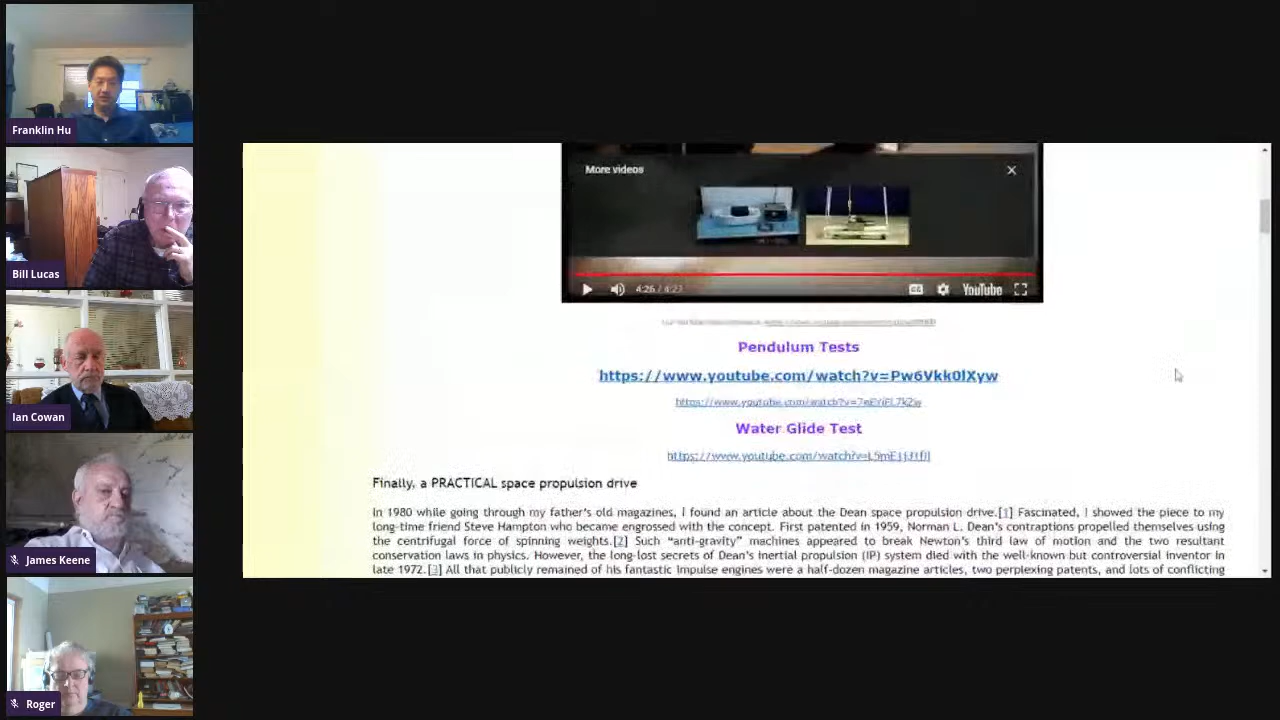 Franklin Hu
Bill Lucas
Ian Cowan
James Keene
Roger
More videos
4:26 / 4:27
CC
YouTube
Pendulum Tests
https://www.youtube.com/watch?v=Pw6Vkk0lXyw
Water Glide Test
Finally, a PRACTICAL space propulsion drive
In 1980 while going through my father's old magazines, I found an article about the Dean space propulsion drive.[1] Fascinated, I showed the piece to my
long-time friend Steve Hampton who became engrossed with the concept. First patented in 1959, Norman L. Dean's contraptions propelled themselves using
the centrifugal force of spinning weights.[2] Such "anti-gravity" machines appeared to break Newton's third law of motion and the two resultant
conservation laws in physics. However, the long-lost secrets of Dean's inertial propulsion (IP) system died with the well-known but controversial inventor in
late 1972.[3] All that publicly remained of his fantastic impulse engines were a half-dozen magazine articles, two perplexing patents, and lots of conflicting